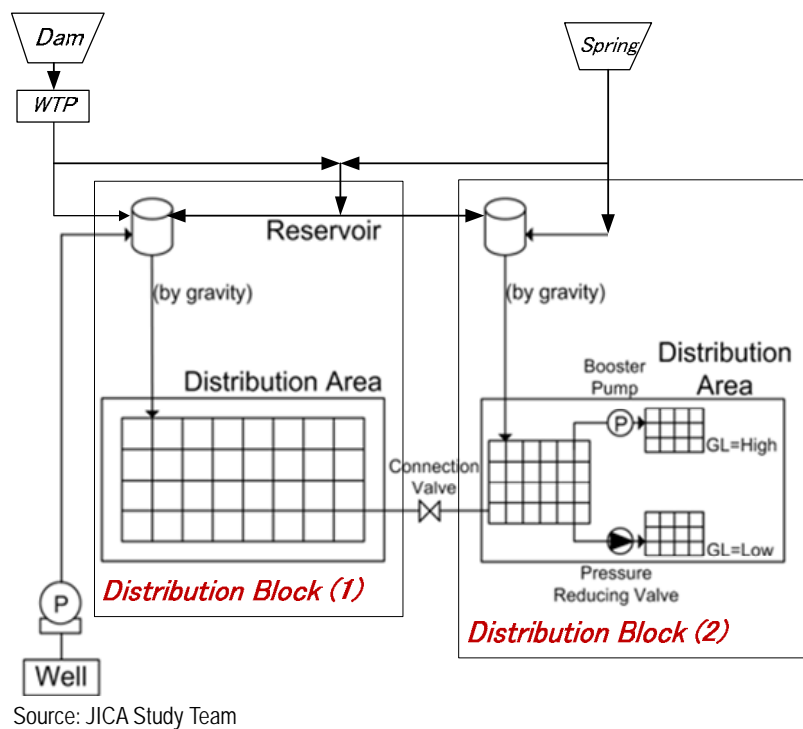 Dam
Spring
WTP
Reservoir
(by gravity)
(by gravity)
Distribution Area
Booster
Pump
Distribution
Area
P
GL=High
Connection
Valve
GL=Low
Pressure
Reducing Valve
Distribution Block (1)
Distribution Block (2)
P
Well
Source: JICA Study Team